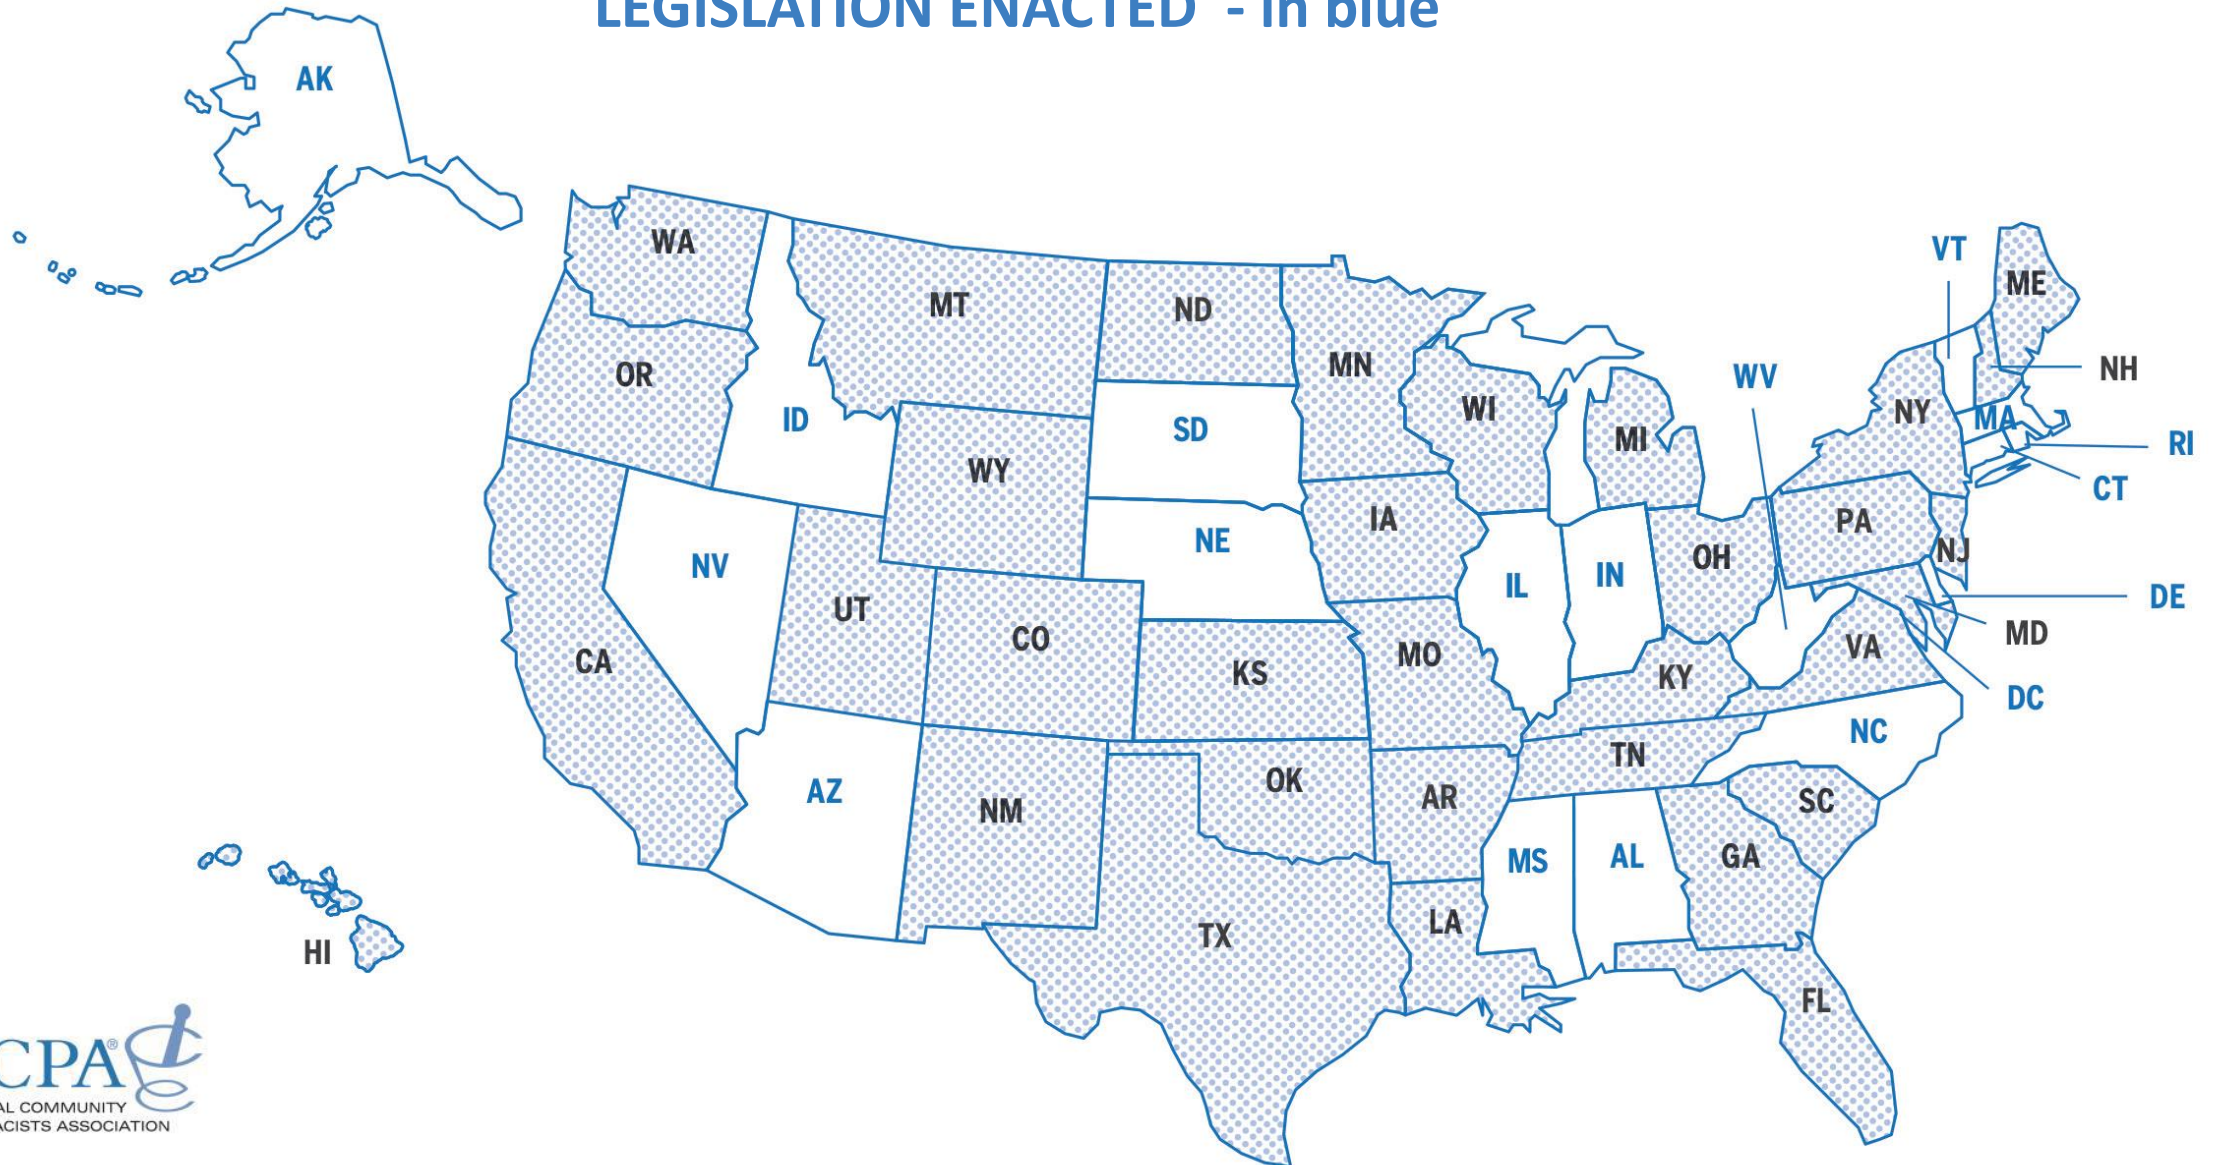 LEGISLATION ENACTED - in blue
AK
WA
MT
ND
MN
VT
ME
OR
ID
SD
WI
MI
WV
NY
NH
MA
RI
WY
IA
CT
NV
NE
PA
NJ
UT
CO
IL
IN
OH
DE
CA
KS
MO
KY
VA
MD
DC
NC
AZ
NM
OK
AR
TN
SC
MS
AL
GA
TX
LA
FL
HI
CPA®
AL COMMUNITY
ACISTS ASSOCIATION